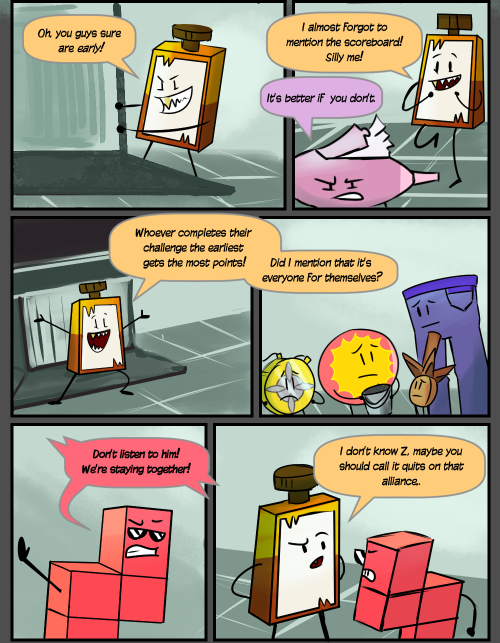 Oh, you guys sure
are early!
I almost Forgot to
mention the scoreboard!
Silly me!
It's better iF you don't.
Whoever completes their
challenge the earliest
gets the most points!
Did I mention that it's
everyone For themselves?
Don't listen to him!
We're staying together!
I don't know Z, maybe you
should call it quits on that
alliance..